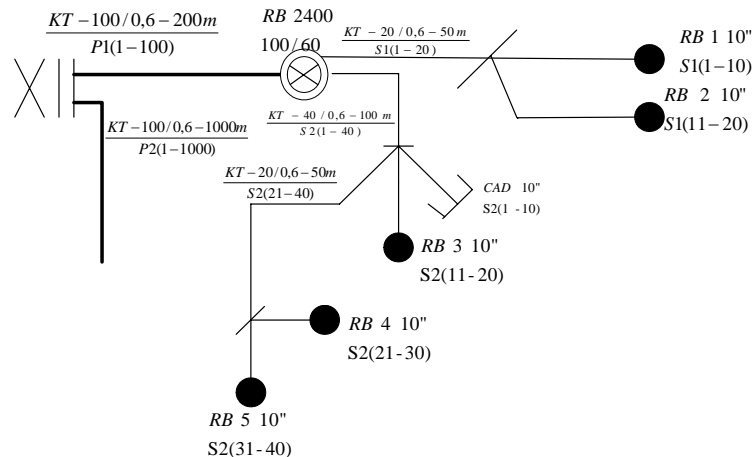 KT – 100 / 0,6 – 200m
P1(1 – 100)
RB 2400
100 / 60
KT – 20 / 0,6 – 50m
S1(1 – 20)
RB 1 10"
S1(1–10)
RB 2 10"
S1(11–20)
KT – 100 / 0,6 – 1000m
P2(1 – 1000)
KT – 40 / 0,6 – 100 m
S 2(1 – 40)
KT – 20 / 0,6 – 50m
S2(21 – 40)
CAD 10"
S2(1 - 10)
RB 3 10"
S2(11 - 20)
RB 4 10"
S2(21 - 30)
RB 5 10"
S2(31 - 40)